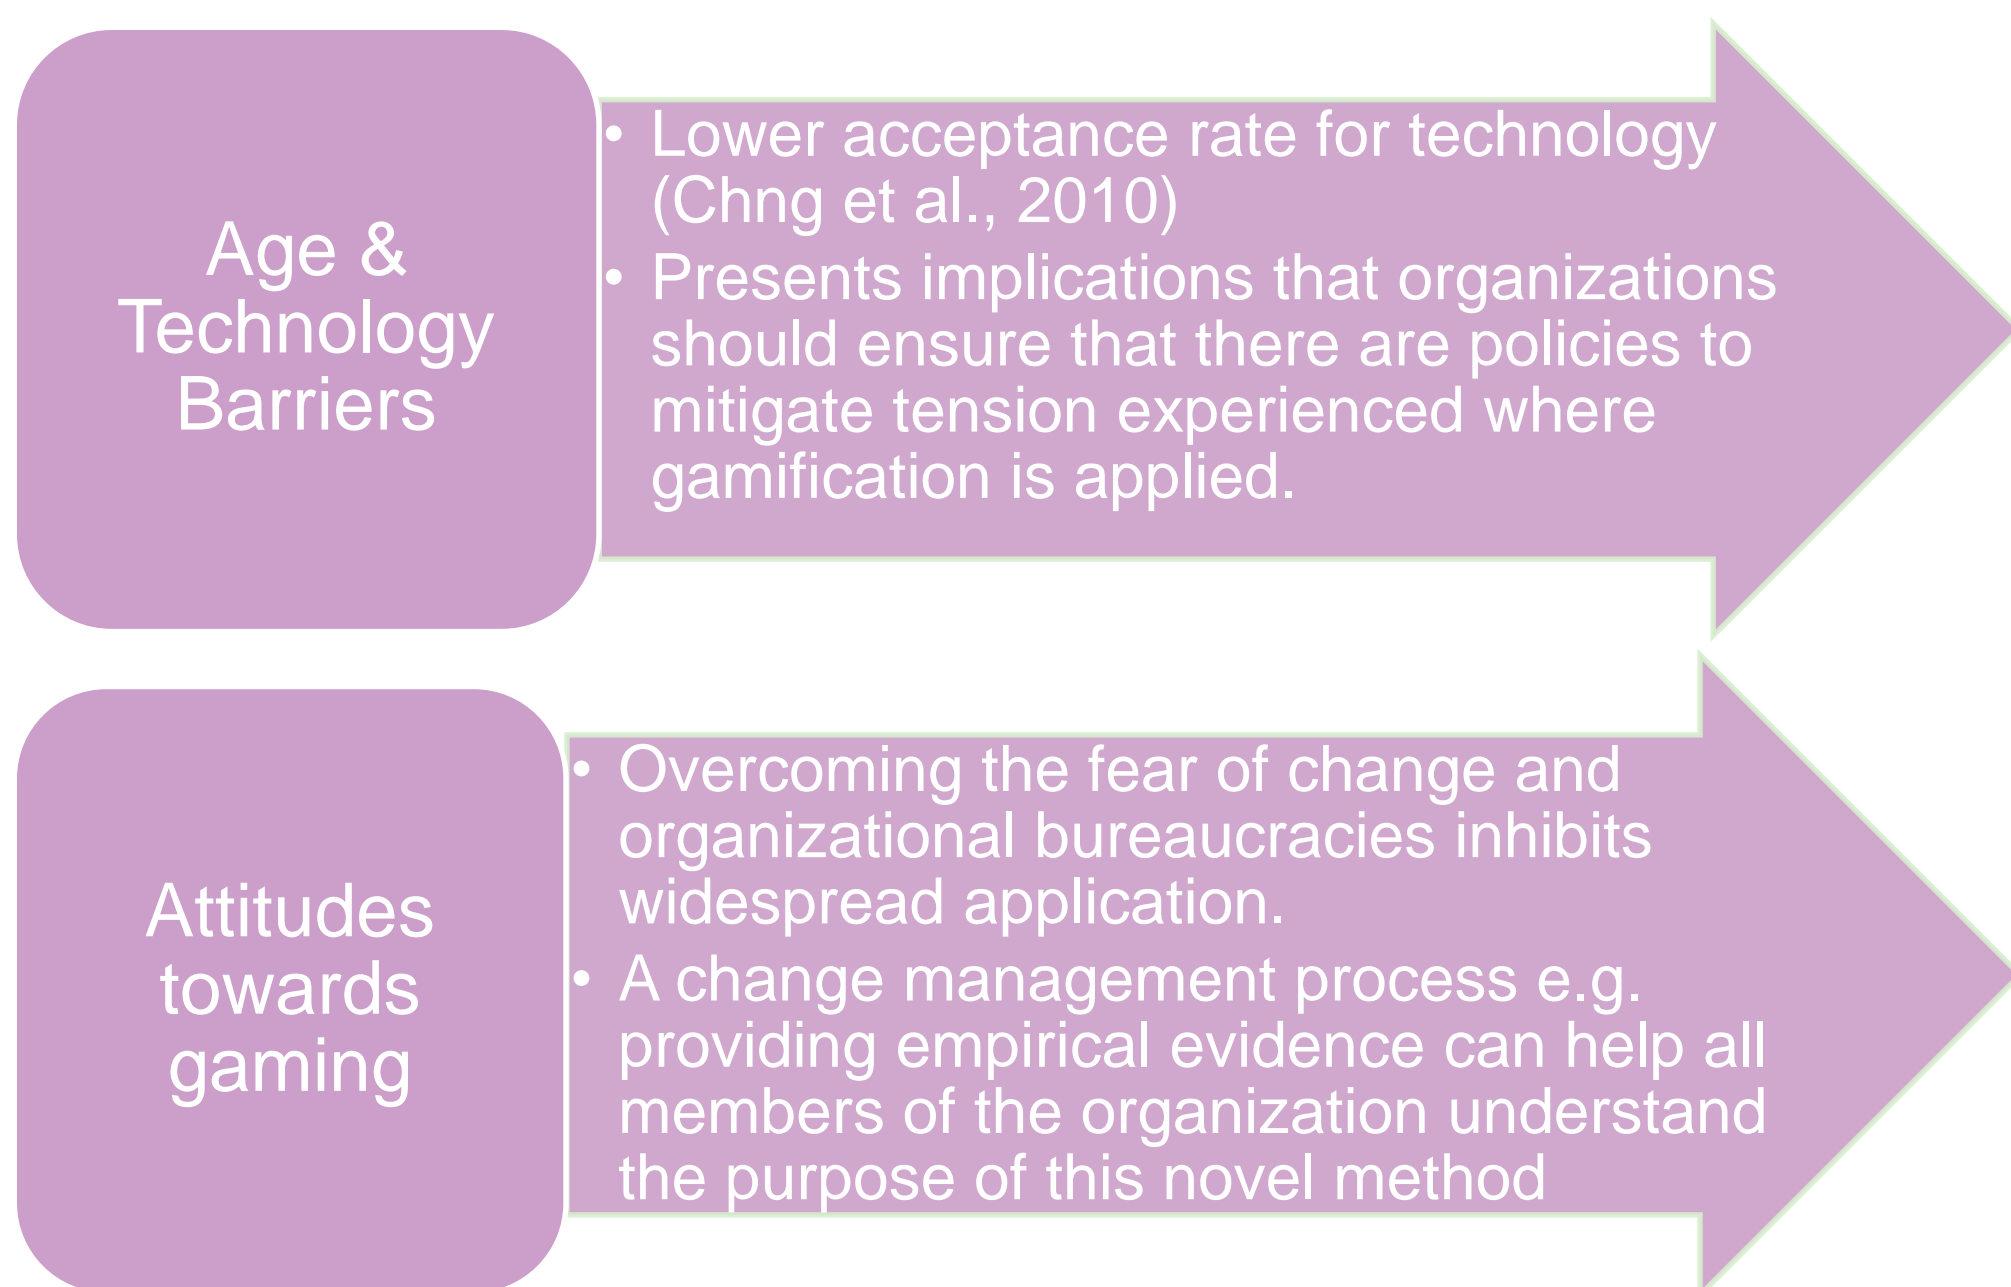 Age &
Technology
Barriers
• Lower acceptance rate for technology
(Chng et al., 2010)
• Presents implications that organizations
should ensure that there are policies to
mitigate tension experienced where
gamification is applied.
Attitudes
towards
gaming
• Overcoming the fear of change and
organizational bureaucracies inhibits
widespread application.
• A change management process e.g.
providing empirical evidence can help all
members of the organization understand
the purpose of this novel method